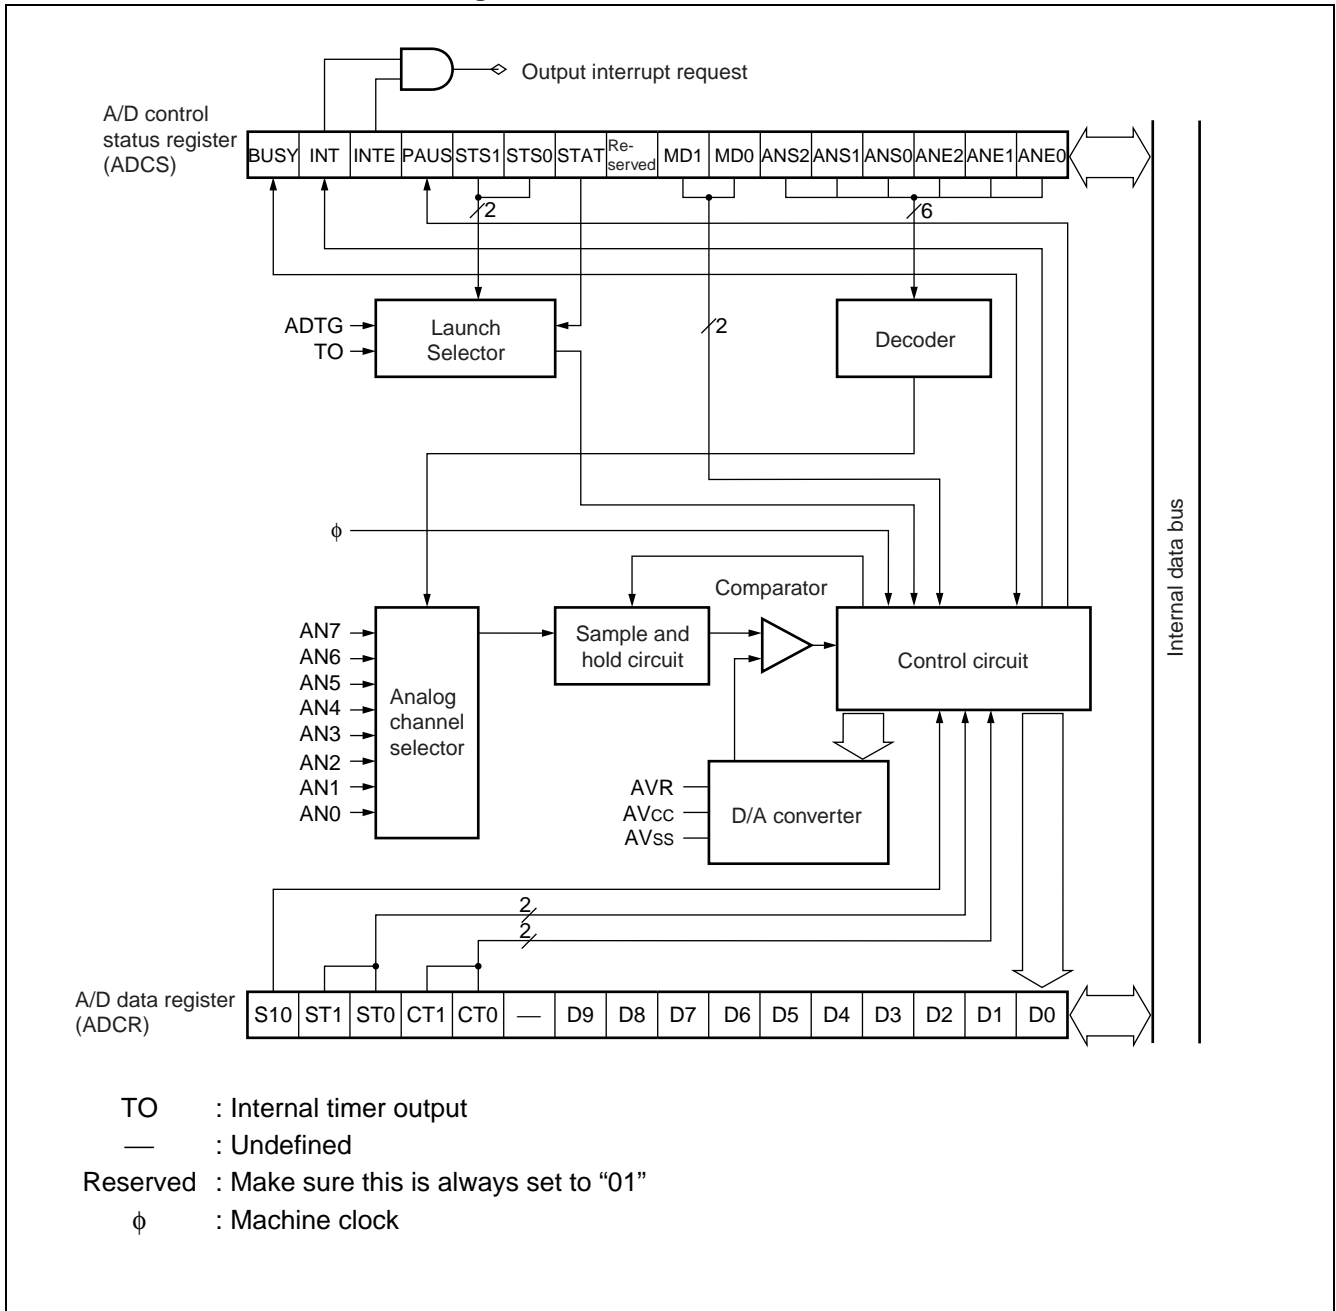 Output interrupt request
A/D control
status register
(ADCS)
BUSY INT INTE PAUS STS1 STS0 STAT Re-served MD1 MD0 ANS2 ANS1 ANS0 ANE2 ANE1 ANE0
2
6
ADTG
TO
Launch
Selector
2
Decoder
Internal data bus
ϕ
Comparator
AN7
AN6
AN5
AN4
AN3
AN2
AN1
AN0
Analog
channel
selector
Sample and
hold circuit
Control circuit
AVR
AVcc
AVss
D/A converter
2
2
A/D data register
(ADCR)
S10 ST1 ST0 CT1 CT0 — D9 D8 D7 D6 D5 D4 D3 D2 D1 D0
TO : Internal timer output
— : Undefined
Reserved : Make sure this is always set to “01”
ϕ : Machine clock